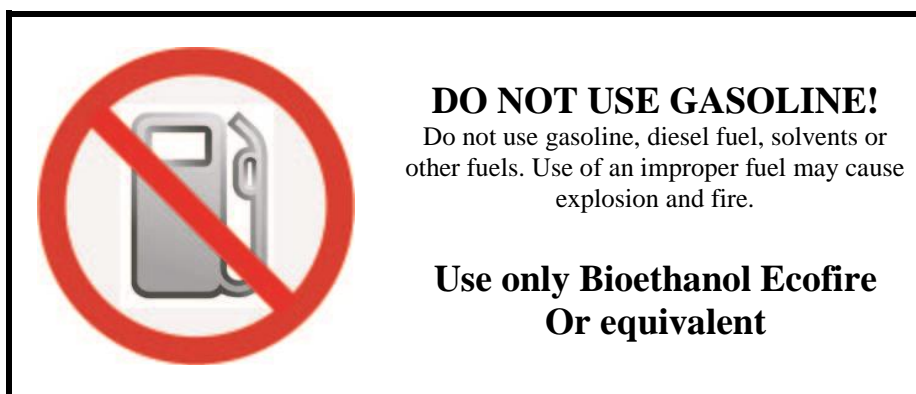 DO NOT USE GASOLINE!
Do not use gasoline, diesel fuel, solvents or
other fuels. Use of an improper fuel may cause
explosion and fire.
Use only Bioethanol Ecofire
Or equivalent